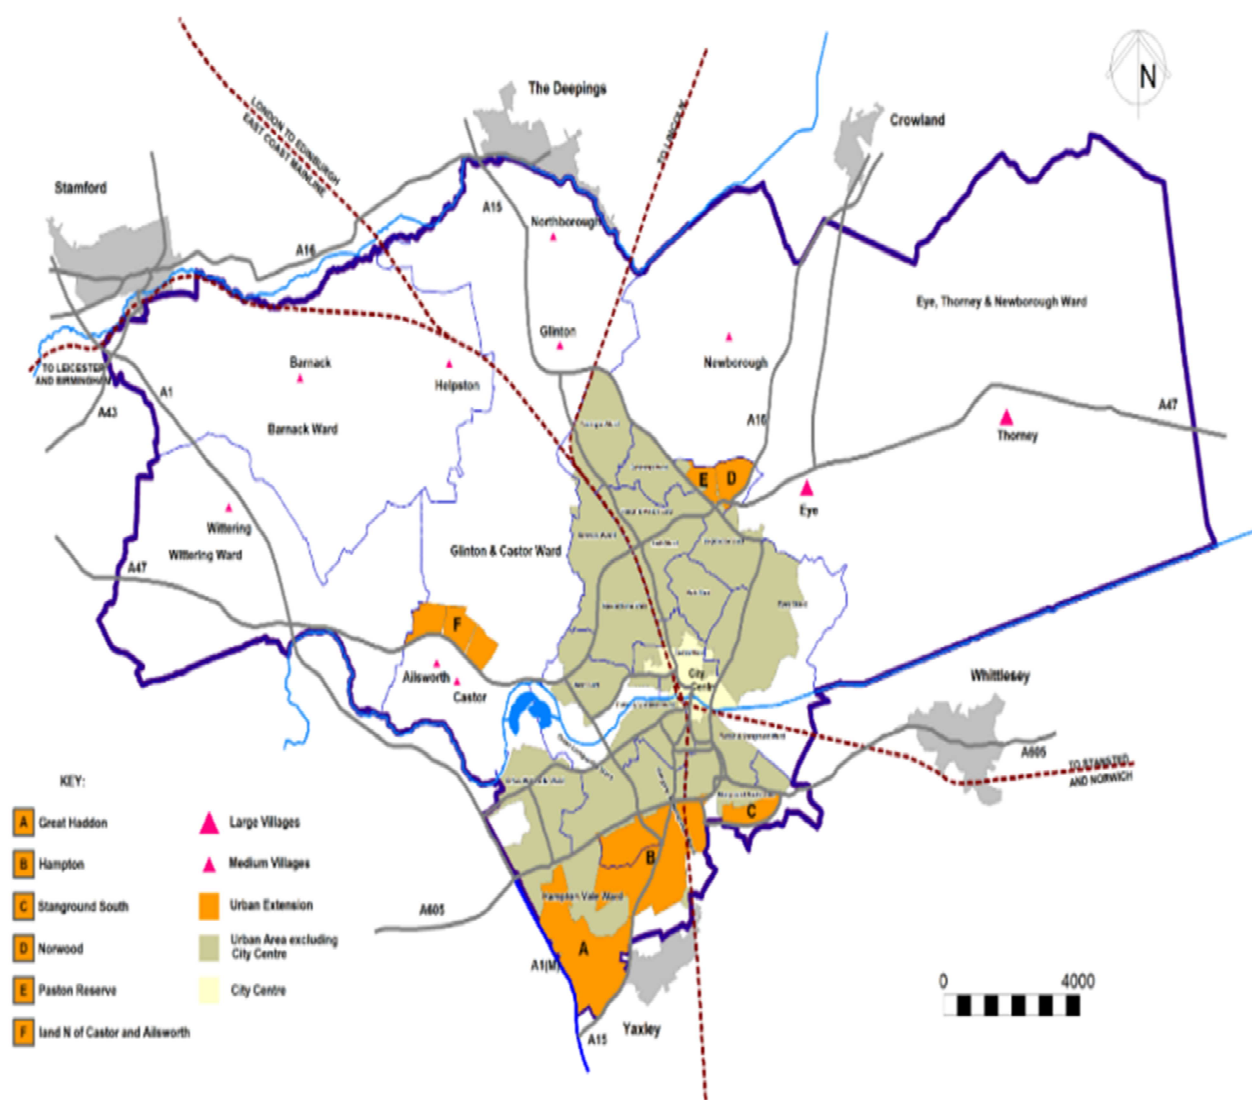 The Deepings
N
Crowland
LONDON TO EDINBURGH
EAST COAST MAINLINE
TO LINCOLN
Stamford
A15
Northborough
A16
Eye, Thorney & Newborough Ward
Glinton
Newborough
Barnack
Helpston
TO LEICESTER
AND BIRMINGHAM
A1
A43
A47
A16
Thorney
Barnack Ward
E
D
Eye
Wittering
Wittering Ward
Glinton & Castor Ward
A47
F
Ailsworth
Castor
City
Centre
Whittlesey
A605
TO STANSTED
AND NORWICH
KEY:
A Great Haddon
B Hampton
C Stanground South
D Norwood
E Paston Reserve
F land N of Castor and Ailsworth
Large Villages
Medium Villages
Urban Extension
Urban Area excluding
City Centre
City Centre
C
B
Hampton Vale Ward
A605
A
A1(M)
A15
Yaxley
0
4000